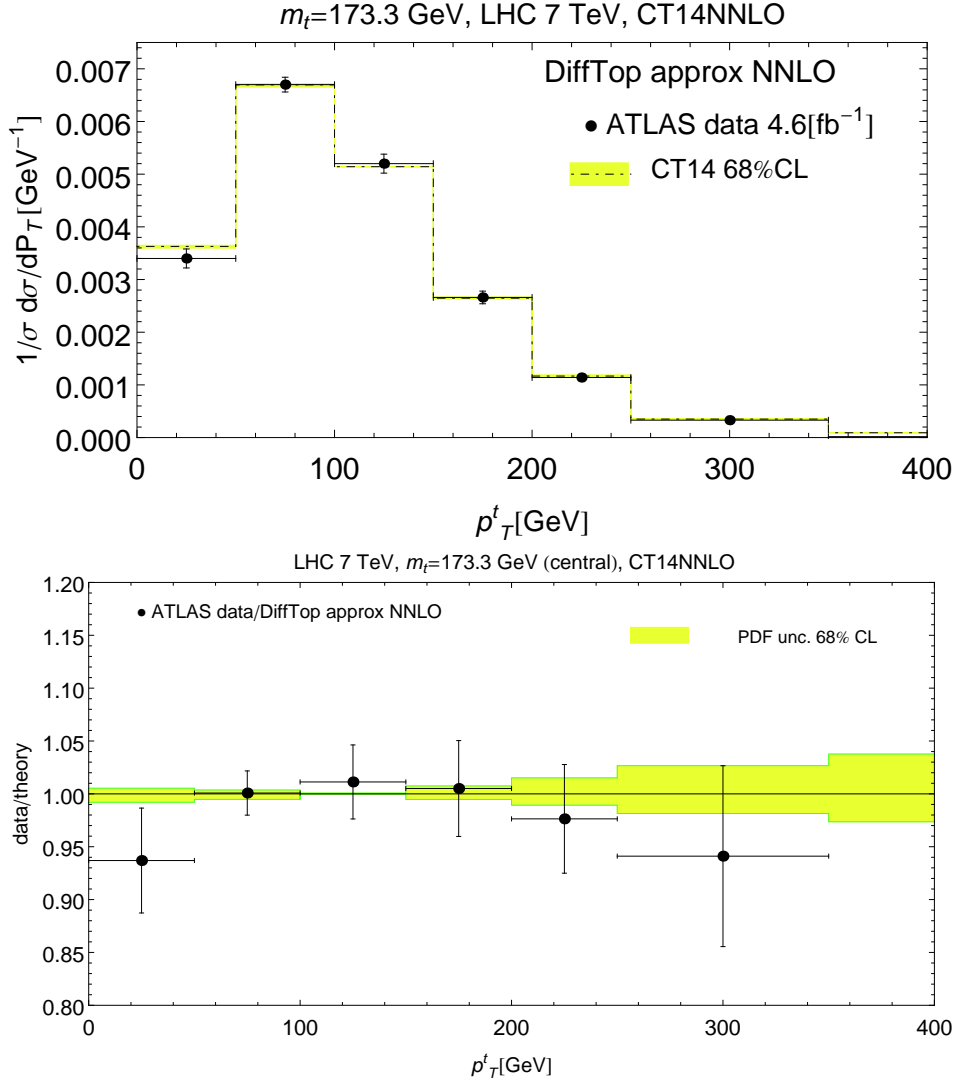 m_t=173.3 GeV, LHC 7 TeV, CT14NNLO
DiffTop approx NNLO
ATLAS data 4.6[fb⁻¹]
CT14 68%CL
1/σ dσ/dP_T[GeV⁻¹]
0.007
0.006
0.005
0.004
0.003
0.002
0.001
0.000
0 100 200 300 400
p^t_T[GeV]
LHC 7 TeV, m_t=173.3 GeV (central), CT14NNLO
ATLAS data/DiffTop approx NNLO
PDF unc. 68% CL
data/theory
1.20
1.15
1.10
1.05
1.00
0.95
0.90
0.85
0.80
0 100 200 300 400
p^t_T[GeV]